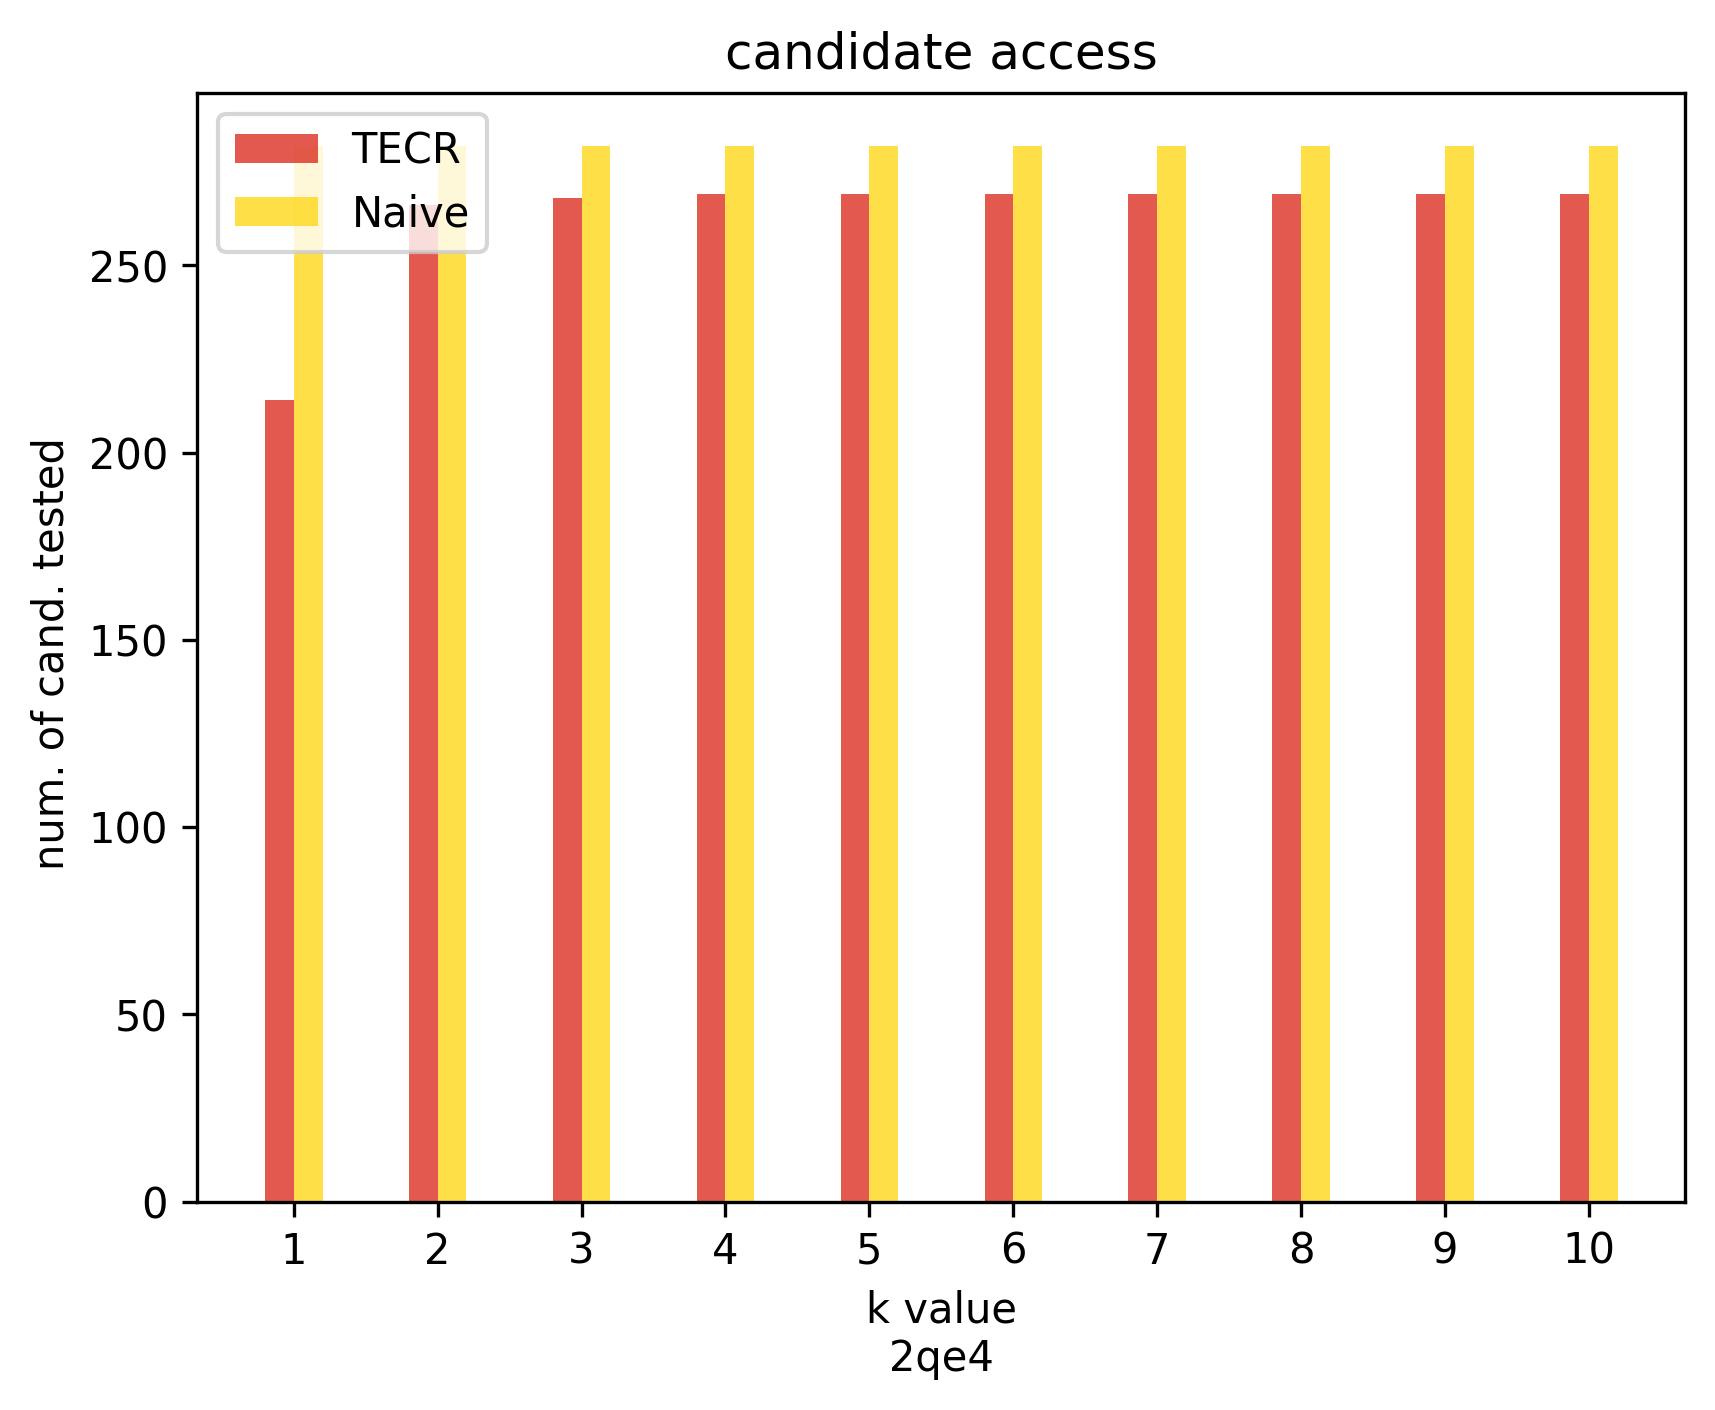 candidate access
TECR
Naive
num. of cand. tested
250
200
150
100
50
0
1 2 3 4 5 6 7 8 9 10
k value
2qe4